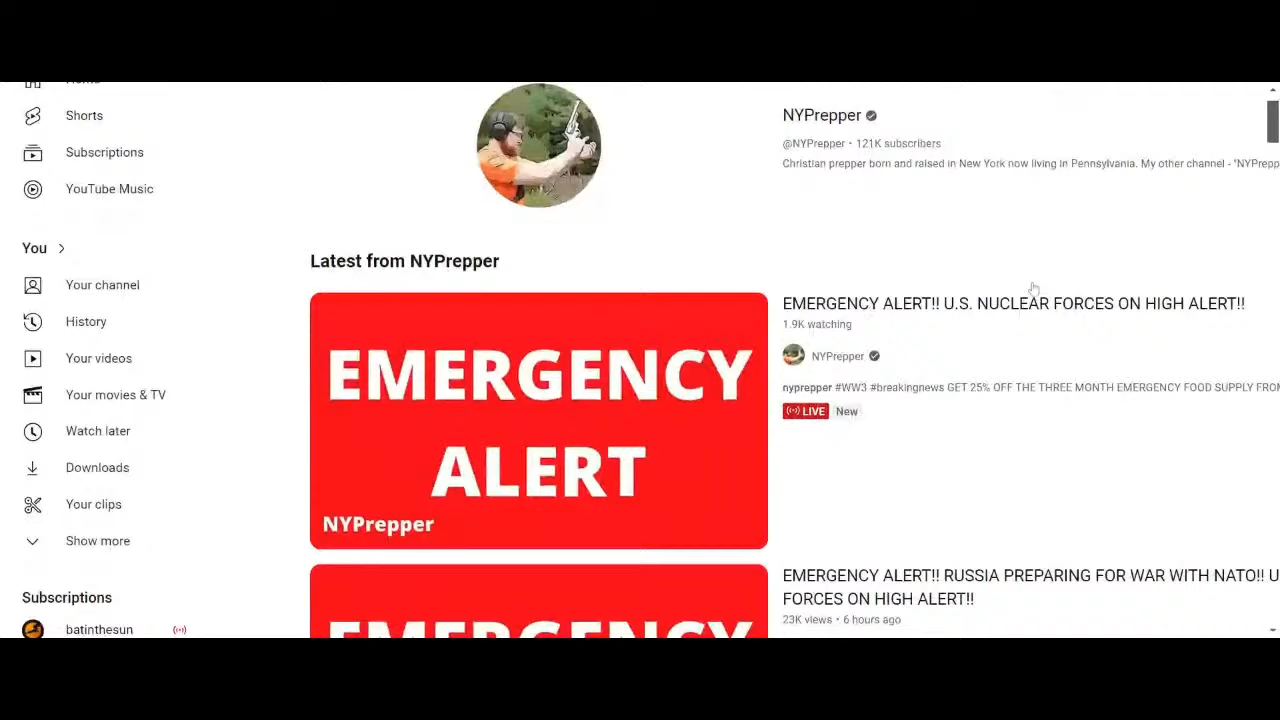 Shorts
Subscriptions
YouTube Music
You
Your channel
History
Your videos
Your movies & TV
Watch later
Downloads
Your clips
Show more
Subscriptions
batinthesun
NYPrepper
@NYPrepper • 121K subscribers
Christian prepper born and raised in New York now living in Pennsylvania. My other channel - "NYPrepp
Latest from NYPrepper
EMERGENCY
ALERT
NYPrepper
EMERGENCY ALERT!! U.S. NUCLEAR FORCES ON HIGH ALERT!!
1.9K watching
NYPrepper
nyprepper #WW3 #breakingnews GET 25% OFF THE THREE MONTH EMERGENCY FOOD SUPPLY FROM
LIVE New
EMERGENCY
EMERGENCY ALERT!! RUSSIA PREPARING FOR WAR WITH NATO!! U
FORCES ON HIGH ALERT!!
23K views • 6 hours ago